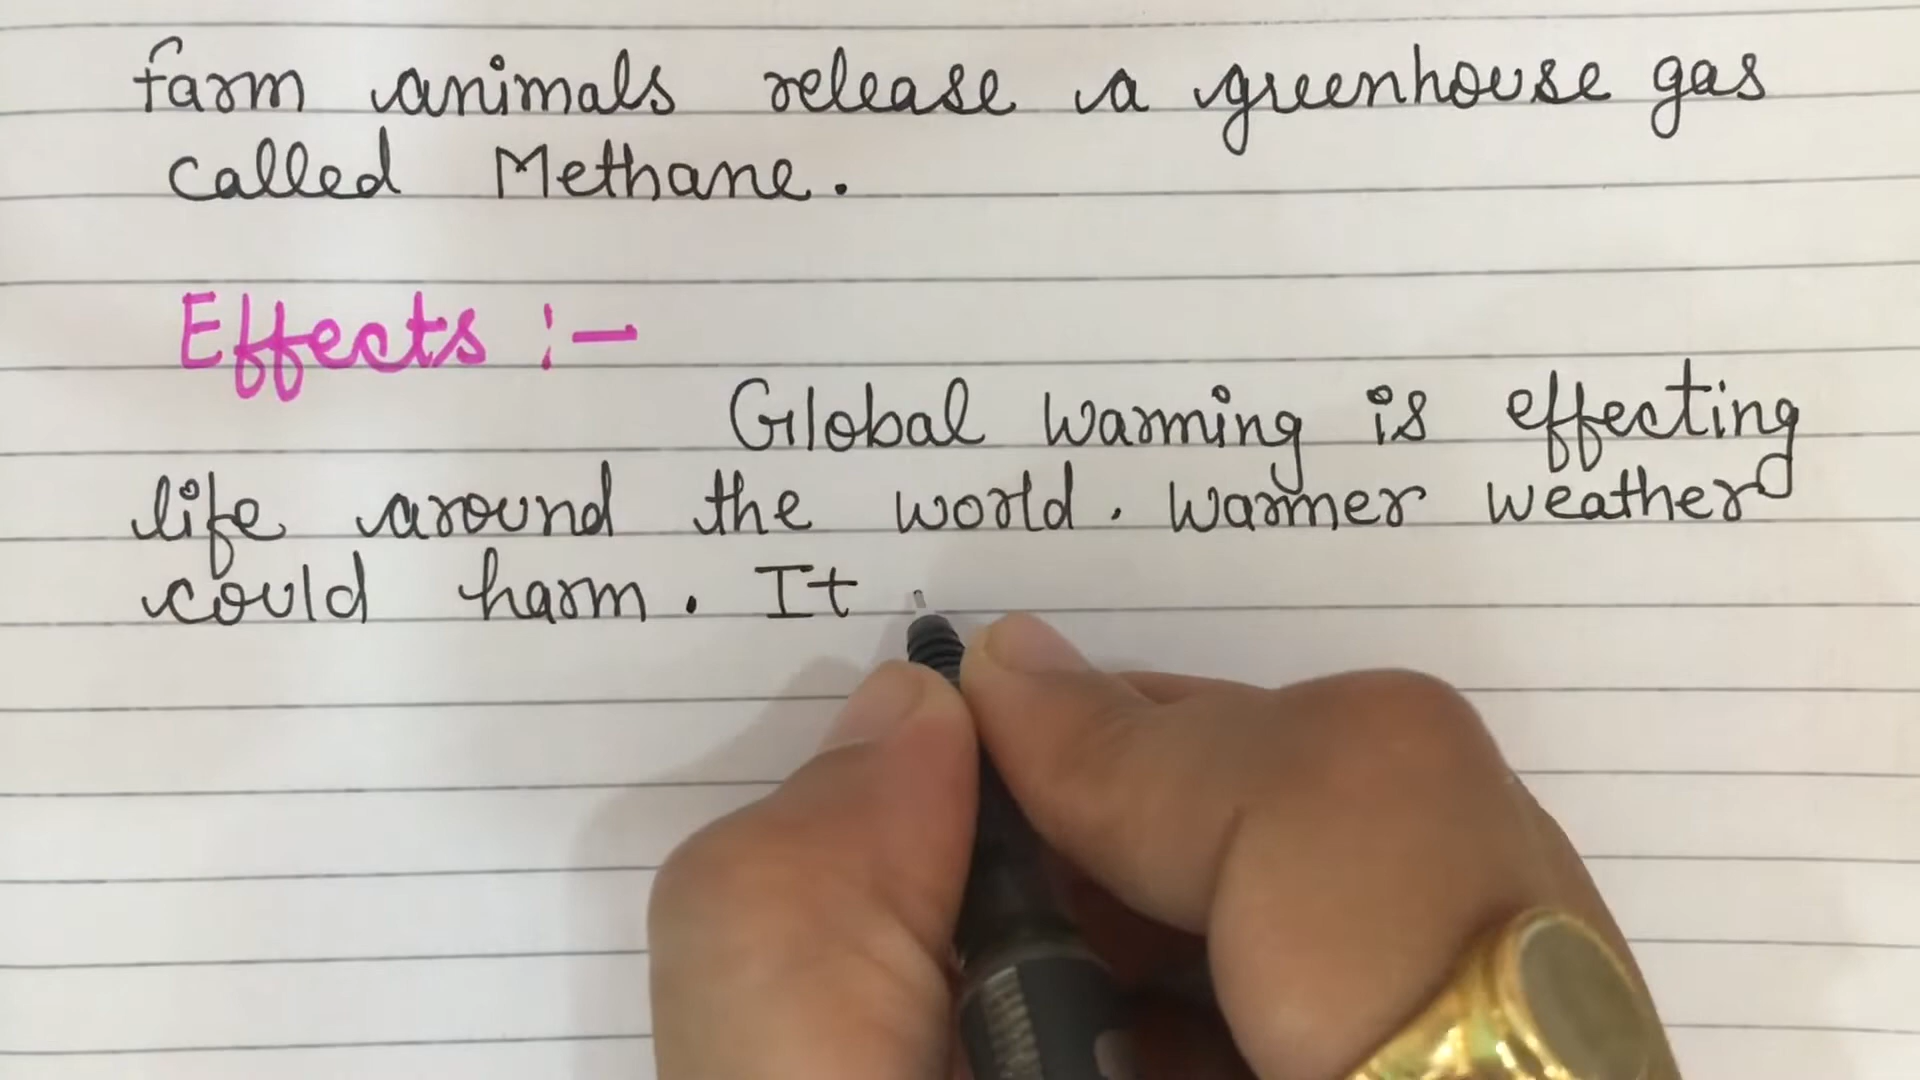 farm animals release a greenhouse gas
called Methane.
Effects :-
Global warming is effecting
life around the world. Warmer weather
could harm. It